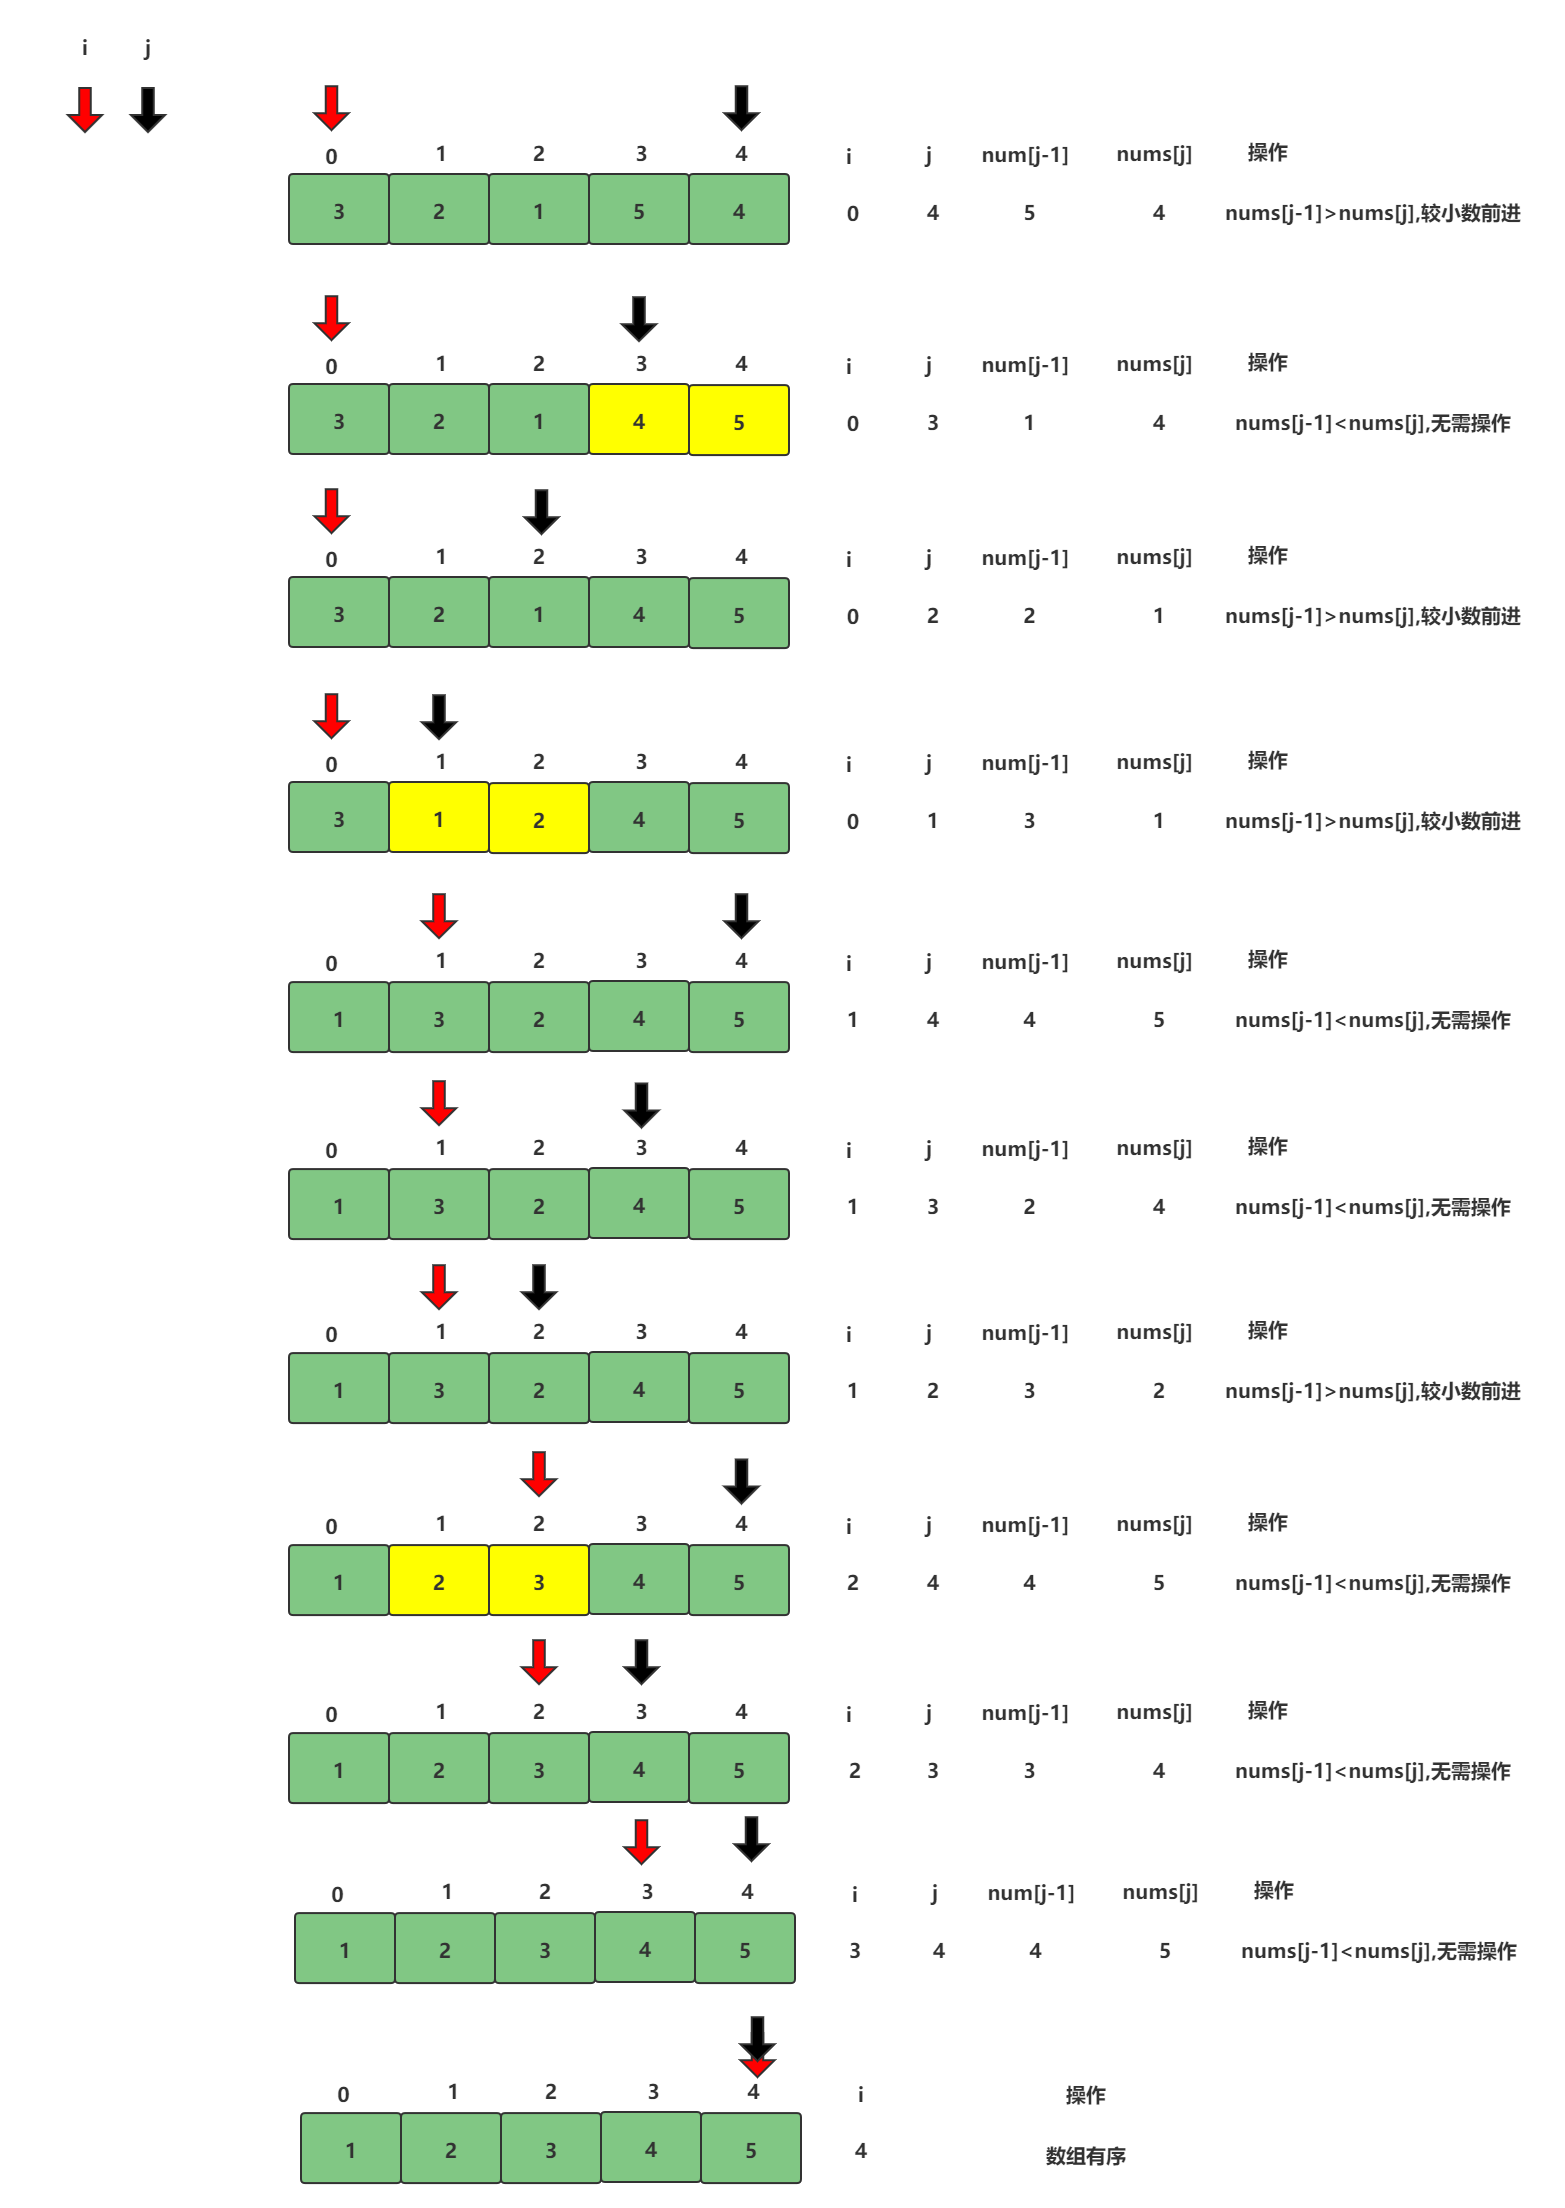 i j
0 1 2 3 4 i j num[j-1] nums[j] 操作
3 2 1 5 4 0 4 5 4 nums[j-1]>nums[j],较小数前进
0 1 2 3 4 i j num[j-1] nums[j] 操作
3 2 1 4 5 0 3 1 4 nums[j-1]<nums[j],无需操作
0 1 2 3 4 i j num[j-1] nums[j] 操作
3 2 1 4 5 0 2 2 1 nums[j-1]>nums[j],较小数前进
0 1 2 3 4 i j num[j-1] nums[j] 操作
3 1 2 4 5 0 1 3 1 nums[j-1]>nums[j],较小数前进
0 1 2 3 4 i j num[j-1] nums[j] 操作
1 3 2 4 5 1 4 4 5 nums[j-1]<nums[j],无需操作
0 1 2 3 4 i j num[j-1] nums[j] 操作
1 3 2 4 5 1 3 2 4 nums[j-1]<nums[j],无需操作
0 1 2 3 4 i j num[j-1] nums[j] 操作
1 3 2 4 5 1 2 3 2 nums[j-1]>nums[j],较小数前进
0 1 2 3 4 i j num[j-1] nums[j] 操作
1 2 3 4 5 2 4 4 5 nums[j-1]<nums[j],无需操作
0 1 2 3 4 i j num[j-1] nums[j] 操作
1 2 3 4 5 2 3 3 4 nums[j-1]<nums[j],无需操作
0 1 2 3 4 i j num[j-1] nums[j] 操作
1 2 3 4 5 3 4 4 5 nums[j-1]<nums[j],无需操作
0 1 2 3 4 i 操作
1 2 3 4 5 4 数组有序